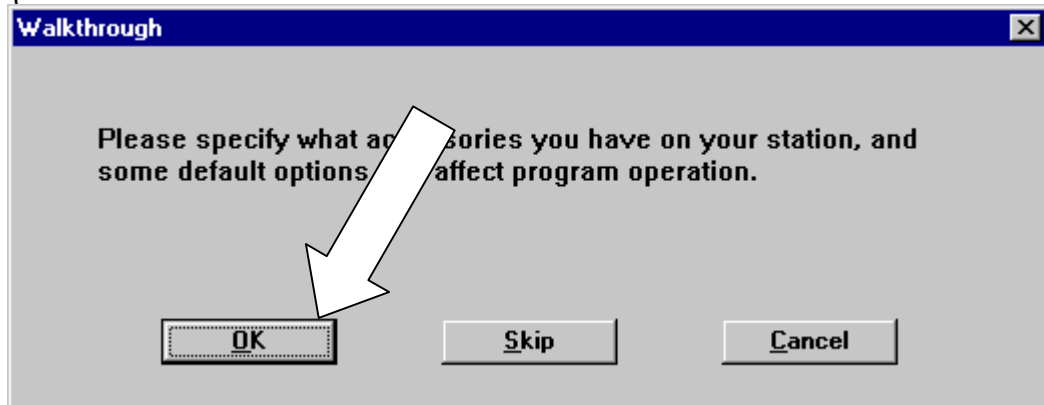 Walkthrough
Please specify what sories you have on your station, and
some default options affect program operation.
OK Skip Cancel